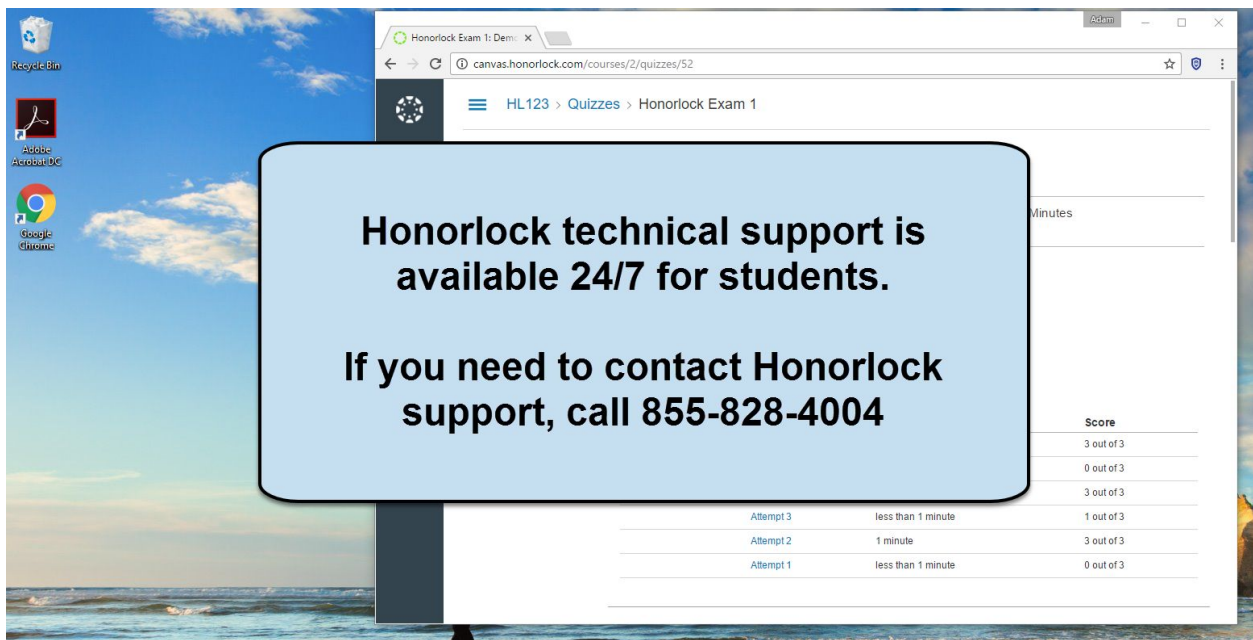 Recycle Bin
Adobe
Acrobat DC
Google
Chrome
Adam
Honorlock Exam 1: Dem
canvas.honorlock.com/courses/2/quizzes/52
HL123 > Quizzes > Honorlock Exam 1
Minutes
Honorlock technical support is
available 24/7 for students.
If you need to contact Honorlock
support, call 855-828-4004
Score
3 out of 3
0 out of 3
3 out of 3
Attempt 3 less than 1 minute 1 out of 3
Attempt 2 1 minute 3 out of 3
Attempt 1 less than 1 minute 0 out of 3